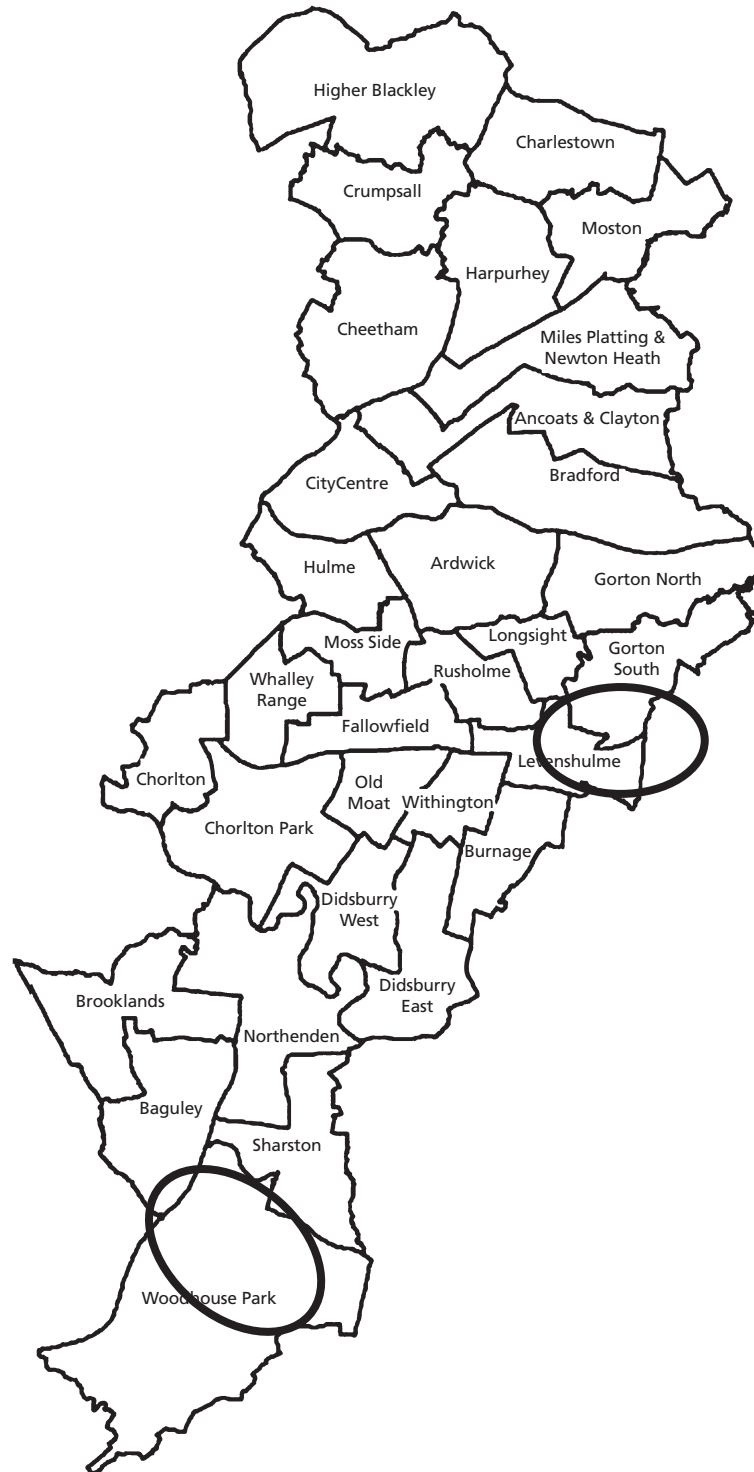 Higher Blackley
Charlestown
Crumpsall
Moston
Harpurhey
Cheetham
Miles Platting &
Newton Heath
Ancoats & Clayton
Bradford
CityCentre
Ardwick
Hulme
Gorton North
Longsight
Moss Side
Gorton
South
Rusholme
Whalley
Range
Fallowfield
Levenshulme
Chorlton
Old
Moat
Withington
Chorlton Park
Burnage
Didsburry
West
Didsburry
East
Brooklands
Northenden
Baguley
Sharston
Woodhouse Park